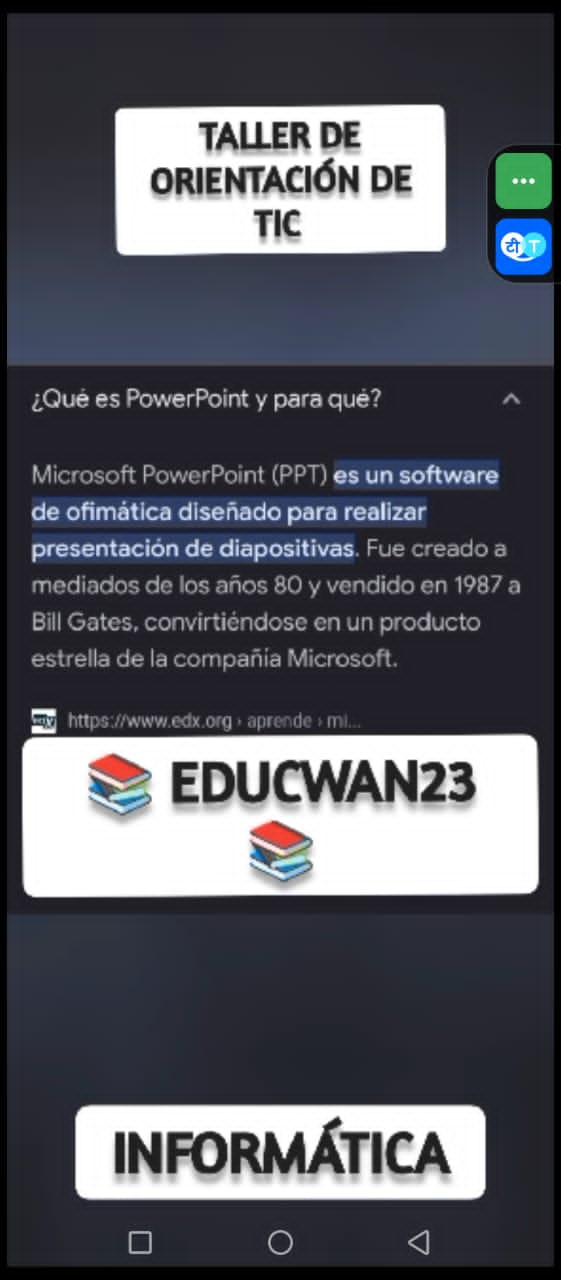 TALLER DE
ORIENTACIÓN DE
TIC
टी T
¿Qué es PowerPoint y para qué?
Microsoft PowerPoint (PPT) es un software
de ofimática diseñado para realizar
presentación de diapositivas. Fue creado a
mediados de los años 80 y vendido en 1987 a
Bill Gates, convirtiéndose en un producto
estrella de la compañía Microsoft.
edX https://www.edx.org › aprende › mi...
📚 EDUCWAN23
📚
INFORMÁTICA